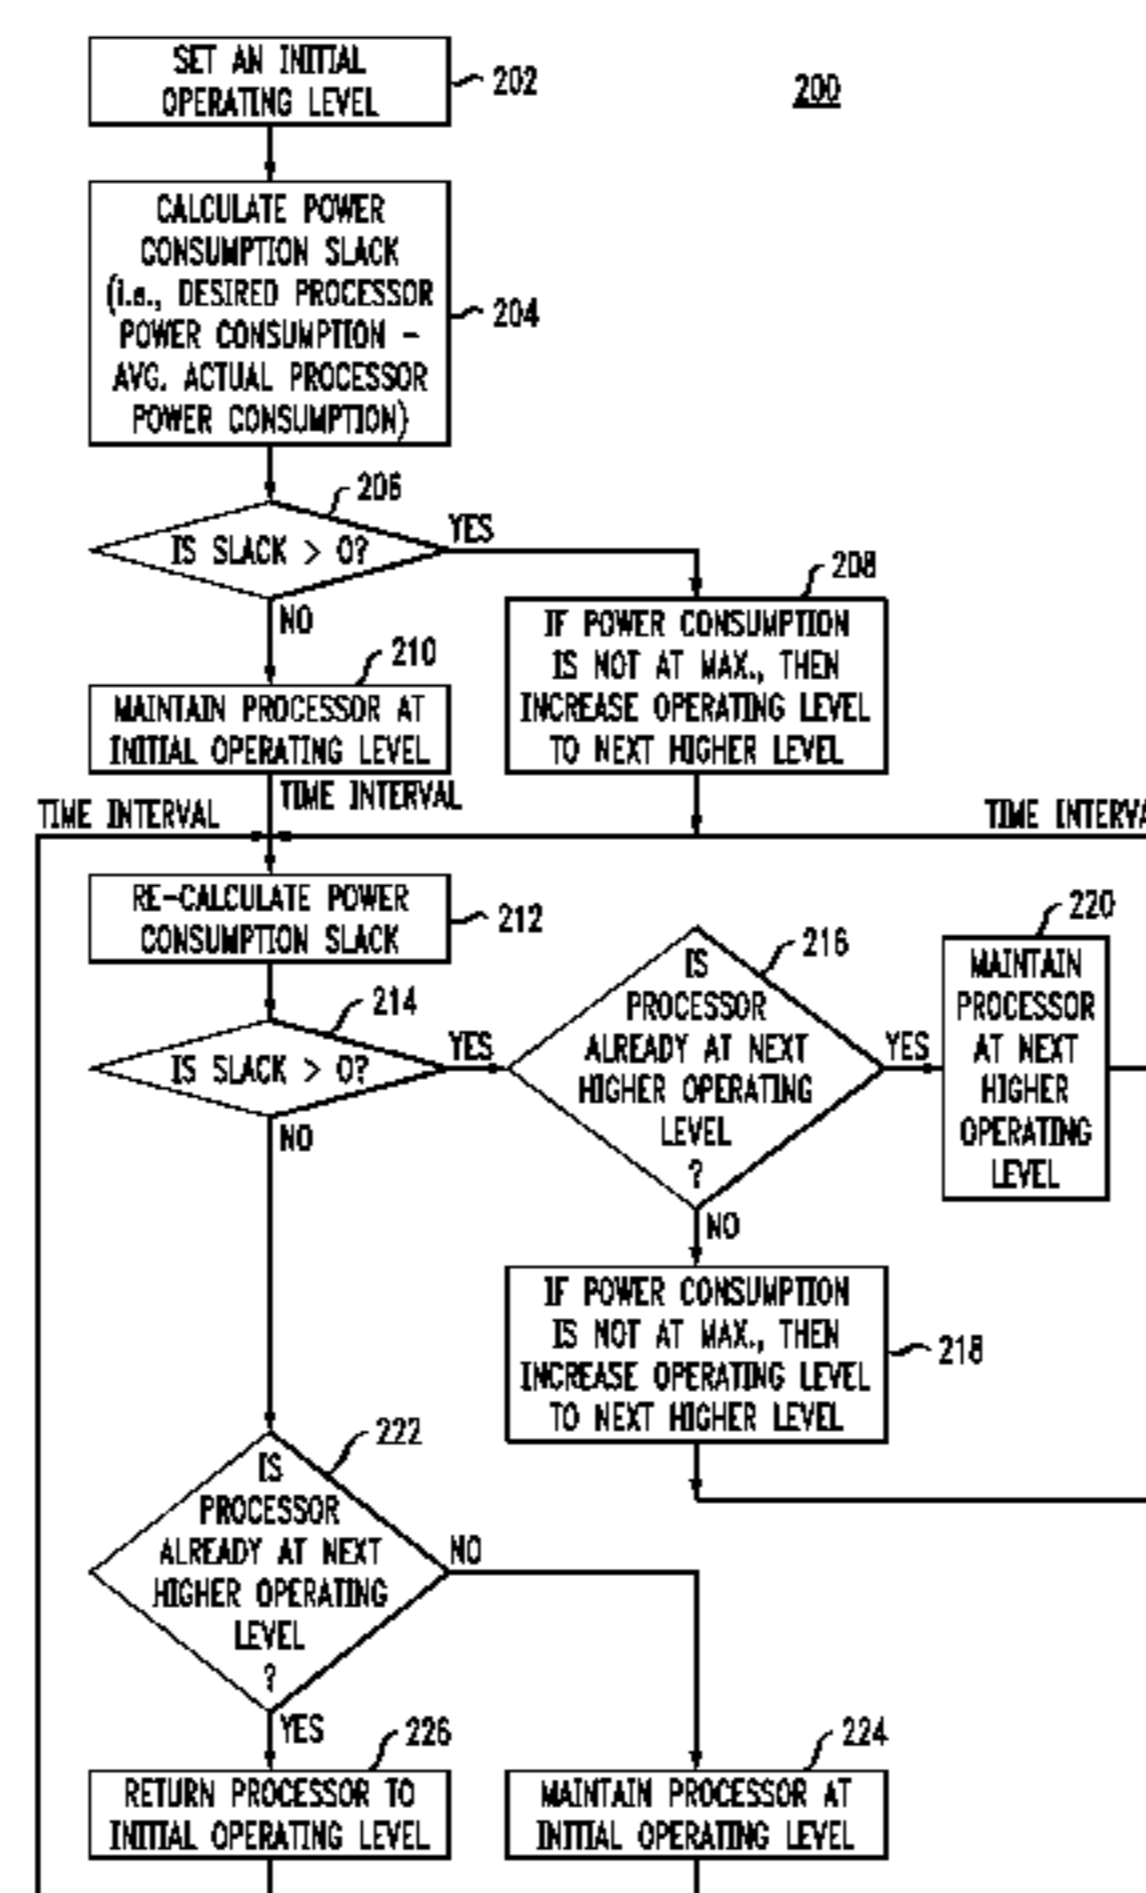 SET AN INITIAL
OPERATING LEVEL
202
200
CALCULATE POWER
CONSUMPTION SLACK
(i.e., DESIRED PROCESSOR
POWER CONSUMPTION -
AVG. ACTUAL PROCESSOR
POWER CONSUMPTION)
204
206
IS SLACK > 0?
YES
NO
208
IF POWER CONSUMPTION
IS NOT AT MAX., THEN
INCREASE OPERATING LEVEL
TO NEXT HIGHER LEVEL
210
MAINTAIN PROCESSOR AT
INITIAL OPERATING LEVEL
TIME INTERVAL
TIME INTERVAL
TIME INTERVA
RE-CALCULATE POWER
CONSUMPTION SLACK
212
214
IS SLACK > 0?
YES
NO
216
IS
PROCESSOR
ALREADY AT NEXT
HIGHER OPERATING
LEVEL
?
YES
NO
220
MAINTAIN
PROCESSOR
AT NEXT
HIGHER
OPERATING
LEVEL
IF POWER CONSUMPTION
IS NOT AT MAX., THEN
INCREASE OPERATING LEVEL
TO NEXT HIGHER LEVEL
218
222
IS
PROCESSOR
ALREADY AT NEXT
HIGHER OPERATING
LEVEL
?
NO
YES
226
RETURN PROCESSOR TO
INITIAL OPERATING LEVEL
224
MAINTAIN PROCESSOR AT
INITIAL OPERATING LEVEL